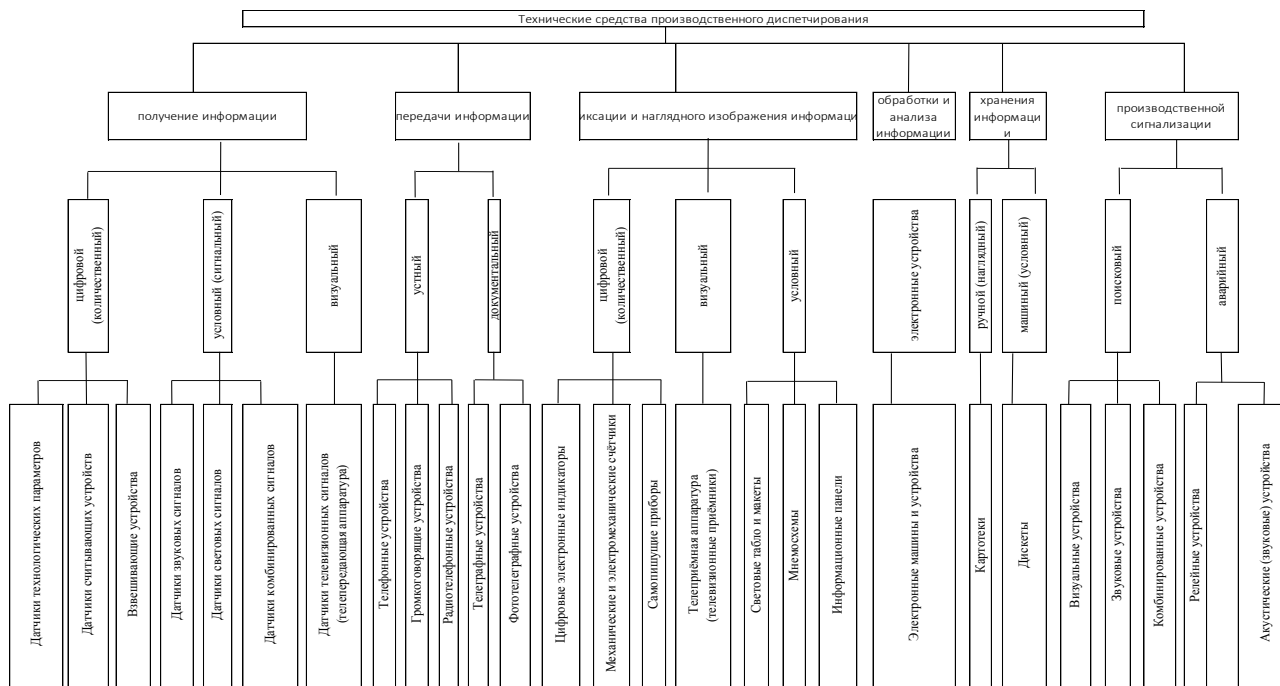 Технические средства производственного диспетчирования
получение информации
передачи информации
иксации и наглядного изображения информаци
обработки и
анализа
информации
хранения
информаци
и
производственной
сигнализации
цифровой
(количественный)
условный (сигнальный)
визуальный
устный
документальный
цифровой
(количественный)
визуальный
условный
электронные устройства
ручной (наглядный)
машиный (условный)
поисковый
аварийный
Датчики технологических параметров
Датчики считывающих устройств
Взвешивающие устройства
Датчики звуковых сигналов
Датчики световых сигналов
Датчики комбинированных сигналов
Датчики телевизионных сигналов
(телепередающая аппаратура)
Телефонные устройства
Громкоговорящие устройства
Радиотелефонные устройства
Телеграфные устройства
Фототелеграфные устройства
Цифровые электронные индикаторы
Механические и электромеханические счётчики
Самопишущие приборы
Телеприёмная аппаратура
(телевизионные приёмники)
Световые табло и макеты
Мнемосхемы
Информационные панели
Электронные машины и устройства
Картотеки
Дискеты
Визуальные устройства
Звуковые устройства
Комбинированные устройства
Релейные устройства
Акустические (звуковые) устройства